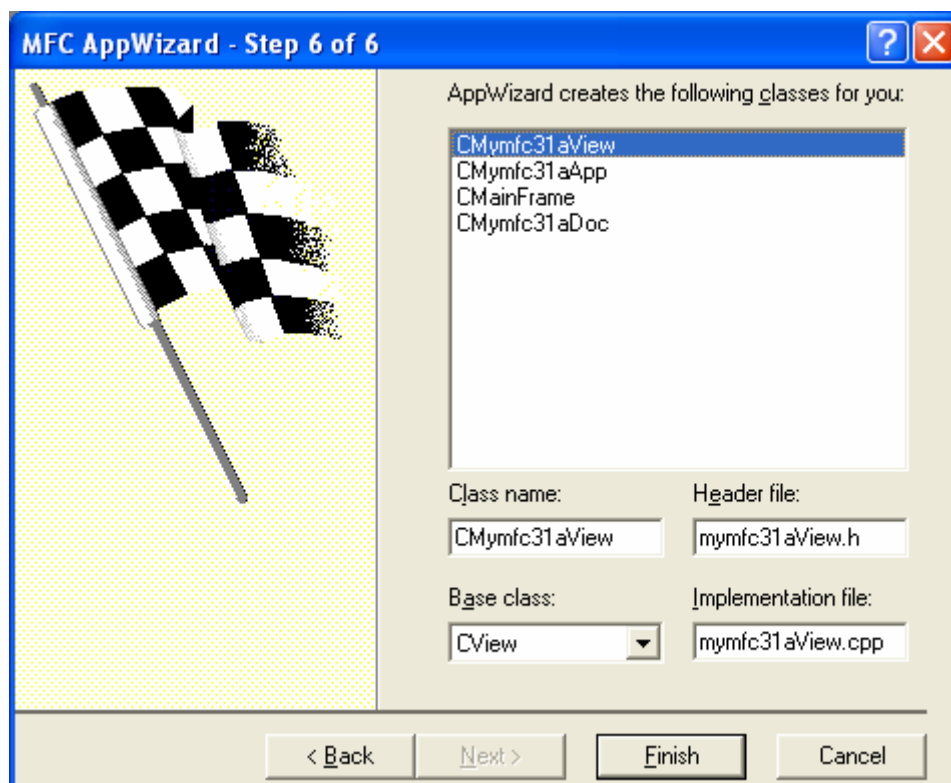 MFC AppWizard - Step 6 of 6
?
AppWizard creates the following classes for you:
CMymfc31aView
CMymfc31aApp
CMainFrame
CMymfc31aDoc
Class name: Header file:
CMymfc31aView mymfc31aView.h
Base class: Implementation file:
CView mymfc31aView.cpp
< Back Next > Finish Cancel